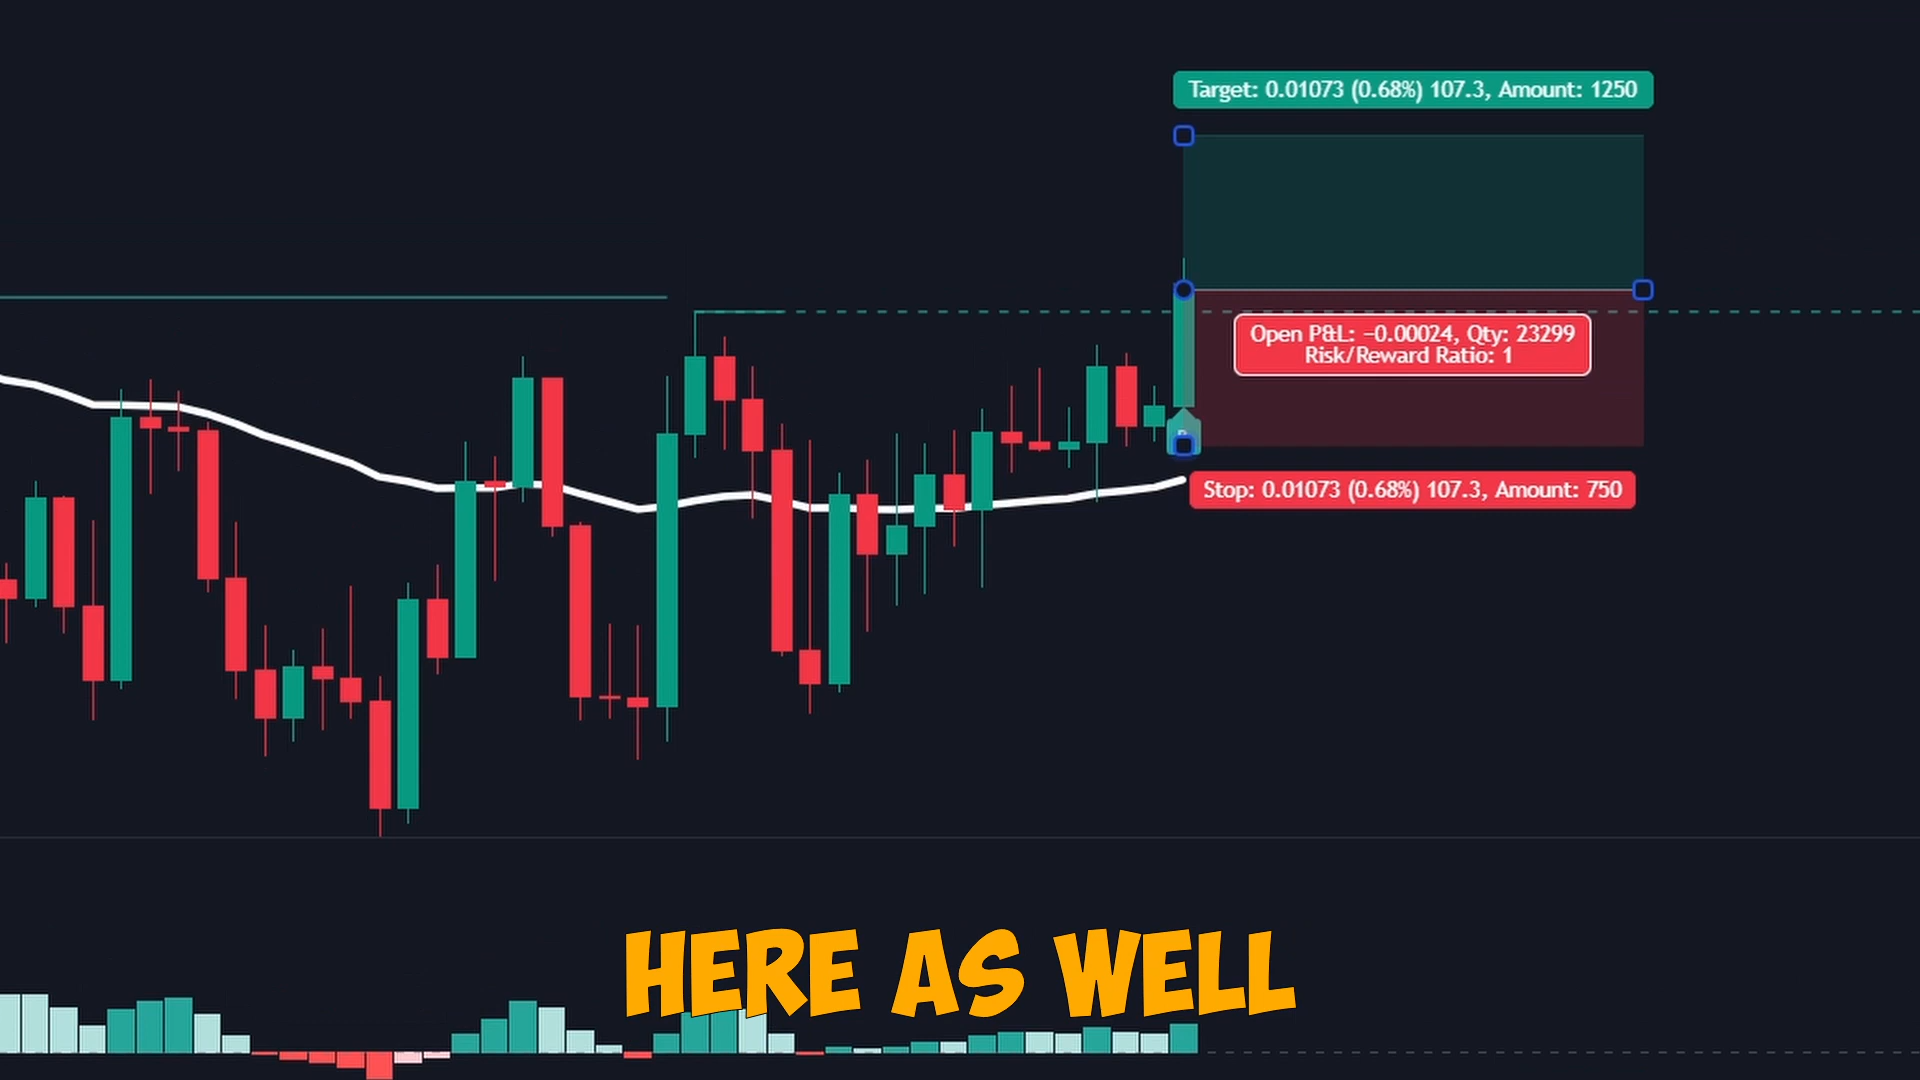 Target: 0.01073 (0.68%) 107.3, Amount: 1250
Open P&L: −0.00024, Qty: 23299
Risk/Reward Ratio: 1
Stop: 0.01073 (0.68%) 107.3, Amount: 750
HERE AS WELL